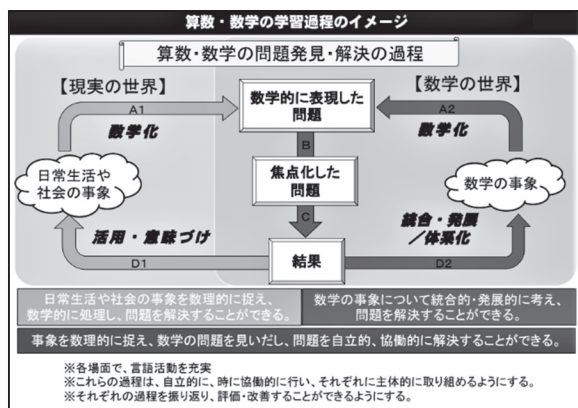 算数・数学の学習過程のイメージ
算数・数学の問題発見・解決の過程
【現実の世界】
【数学の世界】
数学的に表現した
問題
A1
数学化
A2
数学化
B
日常生活や
社会の事象
焦点化した
問題
数学の事象
C
活用・意味づけ
統合・発展
/体系化
結果
D1
D2
日常生活や社会の事象を数理的に捉え、
数学的に処理し、問題を解決することができる。
数学の事象について統合的・発展的に考え、
問題を解決することができる。
事象を数理的に捉え、数学の問題を見いだし、問題を自立的、協働的に解決することができる。
※各場面で、言語活動を充実
※これらの過程は、自立的に、時に協働的に行い、それぞれに主体的に取り組めるようにする。
※それぞれの過程を振り返り、評価・改善することができるようにする。